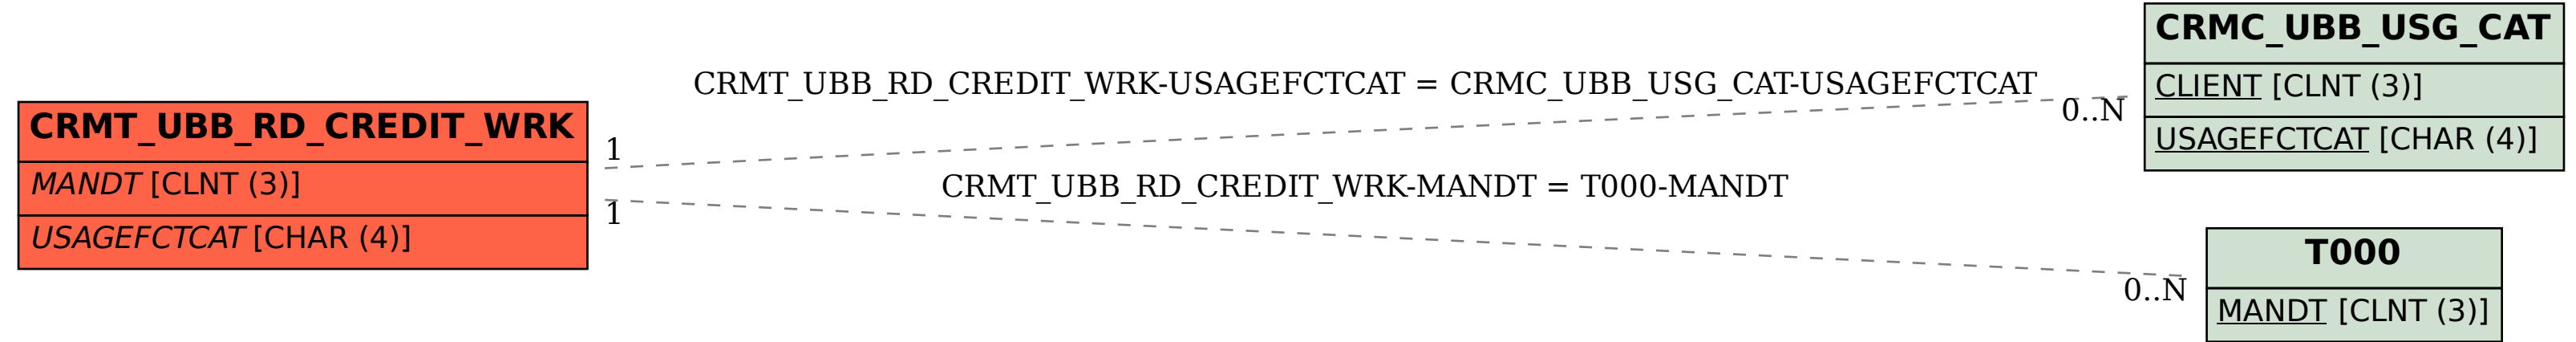 CRMT_UBB_RD_CREDIT_WRK
MANDT [CLNT (3)]
USAGEFCTCAT [CHAR (4)]
CRMT_UBB_RD_CREDIT_WRK-USAGEFCTCAT = CRMC_UBB_USG_CAT-USAGEFCTCAT
1
0..N
CRMT_UBB_RD_CREDIT_WRK-MANDT = T000-MANDT
1
0..N
CRMC_UBB_USG_CAT
CLIENT [CLNT (3)]
USAGEFCTCAT [CHAR (4)]
T000
MANDT [CLNT (3)]